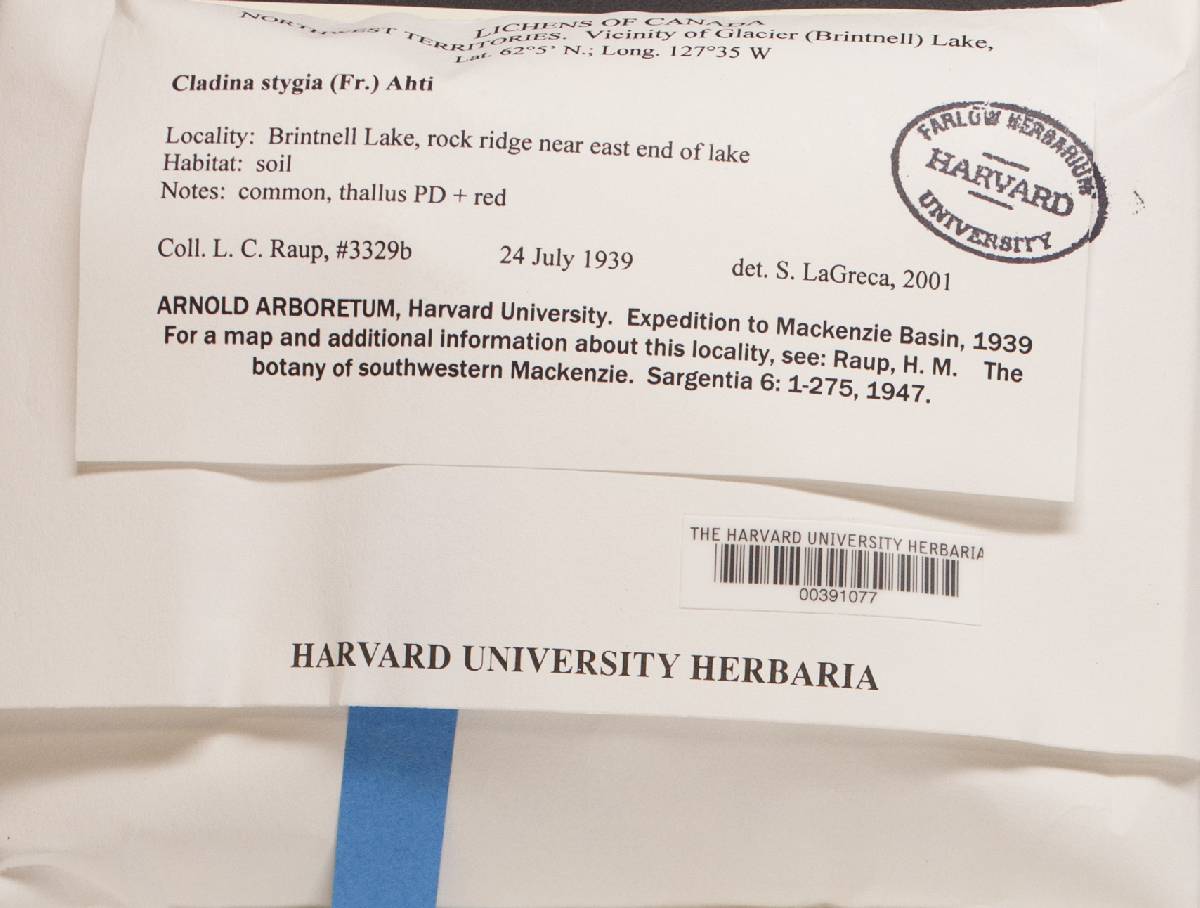 LICHENS OF CANADA
NORTHWEST TERRITORIES. Vicinity of Glacier (Brintnell) Lake,
Lat. 62°5' N.; Long. 127°35 W
Cladina stygia (Fr.) Ahti
Locality: Brintnell Lake, rock ridge near east end of lake
Habitat: soil
Notes: common, thallus PD + red
Coll. L. C. Raup, #3329b 24 July 1939 det. S. LaGreca, 2001
ARNOLD ARBORETUM, Harvard University. Expedition to Mackenzie Basin, 1939
For a map and additional information about this locality, see: Raup, H. M. The
botany of southwestern Mackenzie. Sargentia 6: 1-275, 1947.
FARLOW HERBARIUM
HARVARD
UNIVERSITY
THE HARVARD UNIVERSITY HERBARIA
00391077
HARVARD UNIVERSITY HERBARIA